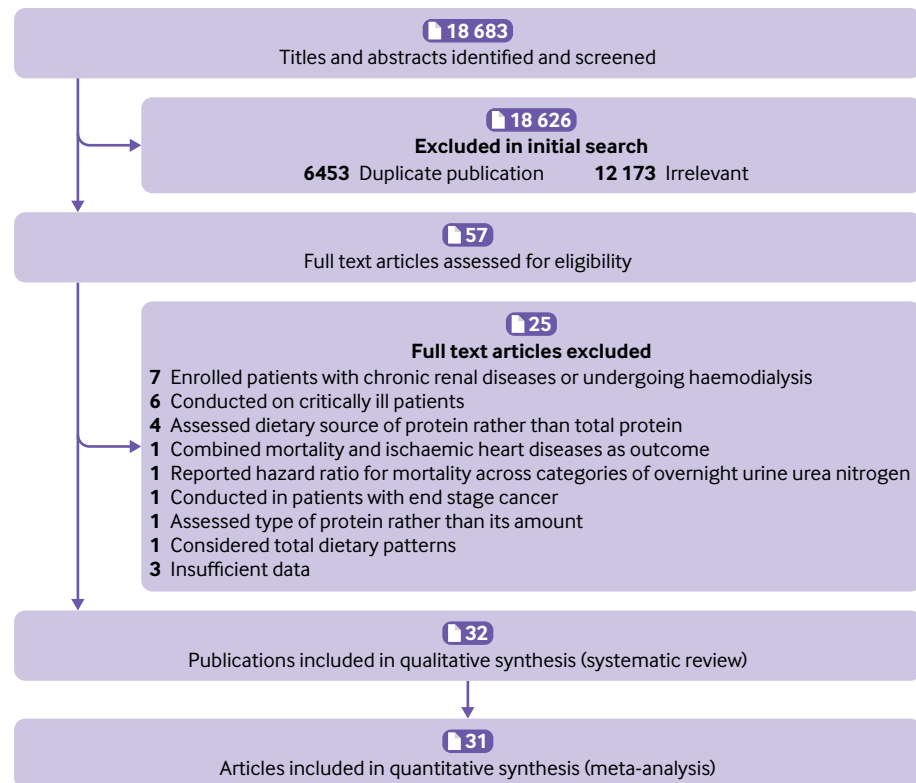 18 683
Titles and abstracts identified and screened
18 626
Excluded in initial search
6453 Duplicate publication 12 173 Irrelevant
57
Full text articles assessed for eligibility
25
Full text articles excluded
7 Enrolled patients with chronic renal diseases or undergoing haemodialysis
6 Conducted on critically ill patients
4 Assessed dietary source of protein rather than total protein
1 Combined mortality and ischaemic heart diseases as outcome
1 Reported hazard ratio for mortality across categories of overnight urine urea nitrogen
1 Conducted in patients with end stage cancer
1 Assessed type of protein rather than its amount
1 Considered total dietary patterns
3 Insufficient data
32
Publications included in qualitative synthesis (systematic review)
31
Articles included in quantitative synthesis (meta-analysis)